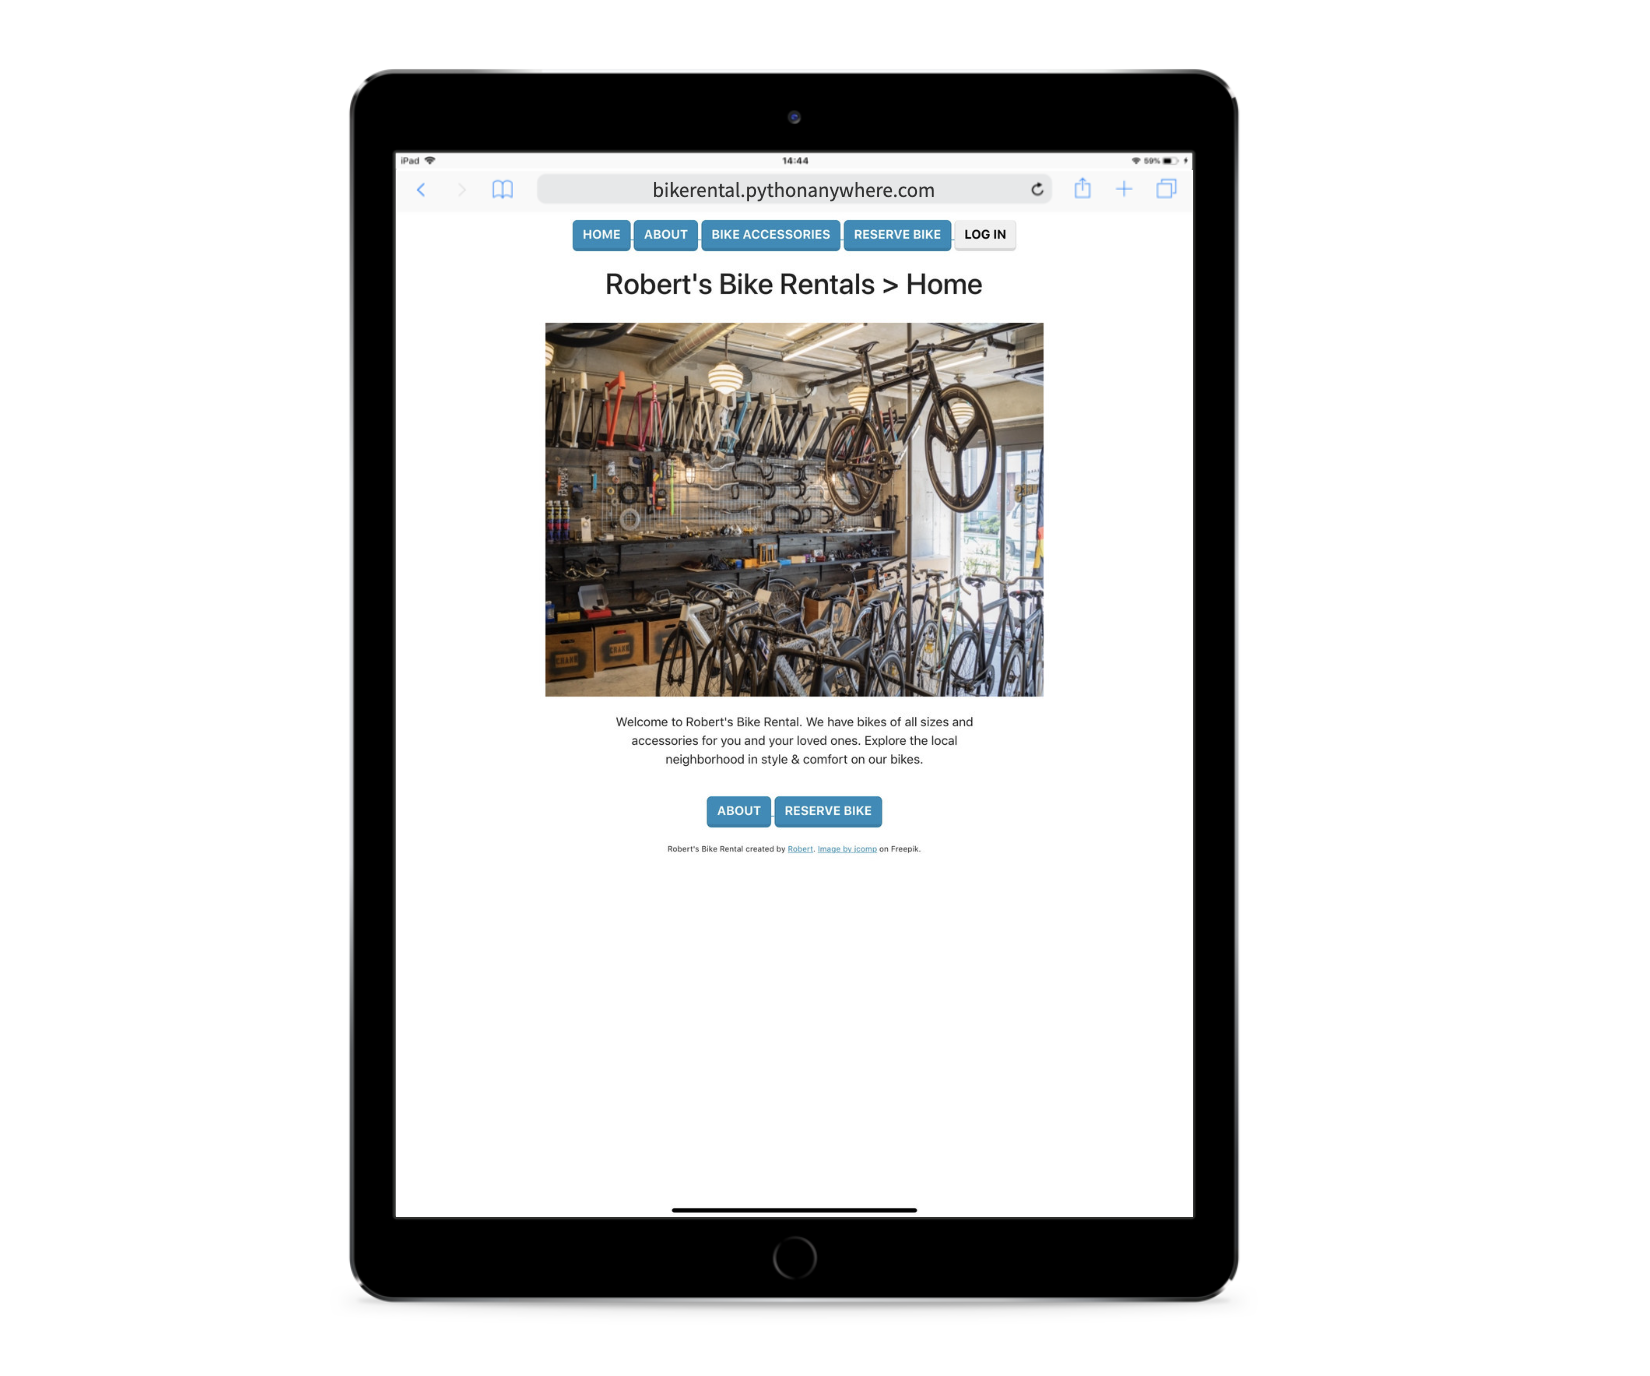 iPad
14:44
59%
bikerental.pythonanywhere.com
HOME ABOUT BIKE ACCESSORIES RESERVE BIKE LOG IN
Robert's Bike Rentals > Home
Welcome to Robert's Bike Rental. We have bikes of all sizes and
accessories for you and your loved ones. Explore the local
neighborhood in style & comfort on our bikes.
ABOUT RESERVE BIKE
Robert's Bike Rental created by Robert. Image by jcomp on Freepik.